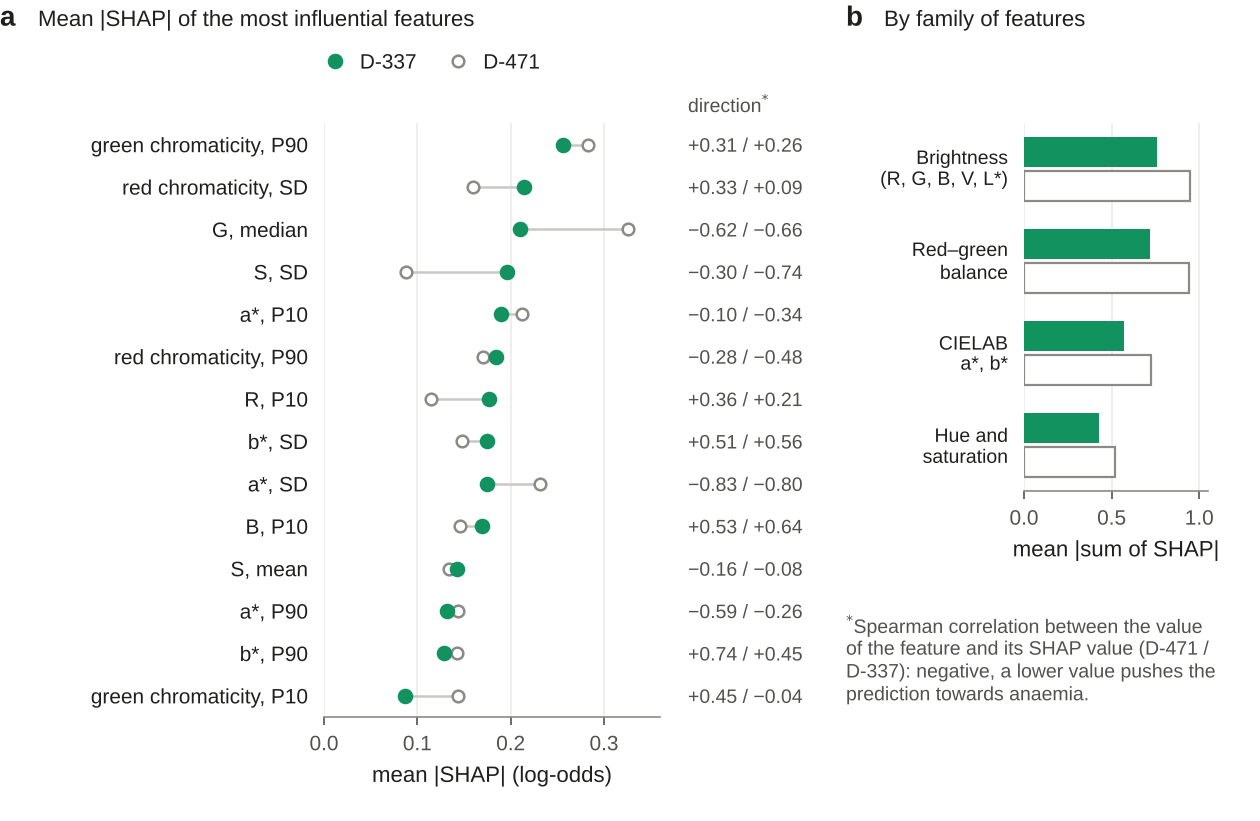 a Mean |SHAP| of the most influential features
D-337 D-471
direction*
green chromaticity, P90 +0.31 / +0.26
red chromaticity, SD +0.33 / +0.09
G, median −0.62 / −0.66
S, SD −0.30 / −0.74
a*, P10 −0.10 / −0.34
red chromaticity, P90 −0.28 / −0.48
R, P10 +0.36 / +0.21
b*, SD +0.51 / +0.56
a*, SD −0.83 / −0.80
B, P10 +0.53 / +0.64
S, mean −0.16 / −0.08
a*, P90 −0.59 / −0.26
b*, P90 +0.74 / +0.45
green chromaticity, P10 +0.45 / −0.04
0.0 0.1 0.2 0.3
mean |SHAP| (log-odds)
b By family of features
Brightness
(R, G, B, V, L*)
Red–green
balance
CIELAB
a*, b*
Hue and
saturation
0.0 0.5 1.0
mean |sum of SHAP|
*Spearman correlation between the value
of the feature and its SHAP value (D-471 /
D-337): negative, a lower value pushes the
prediction towards anaemia.